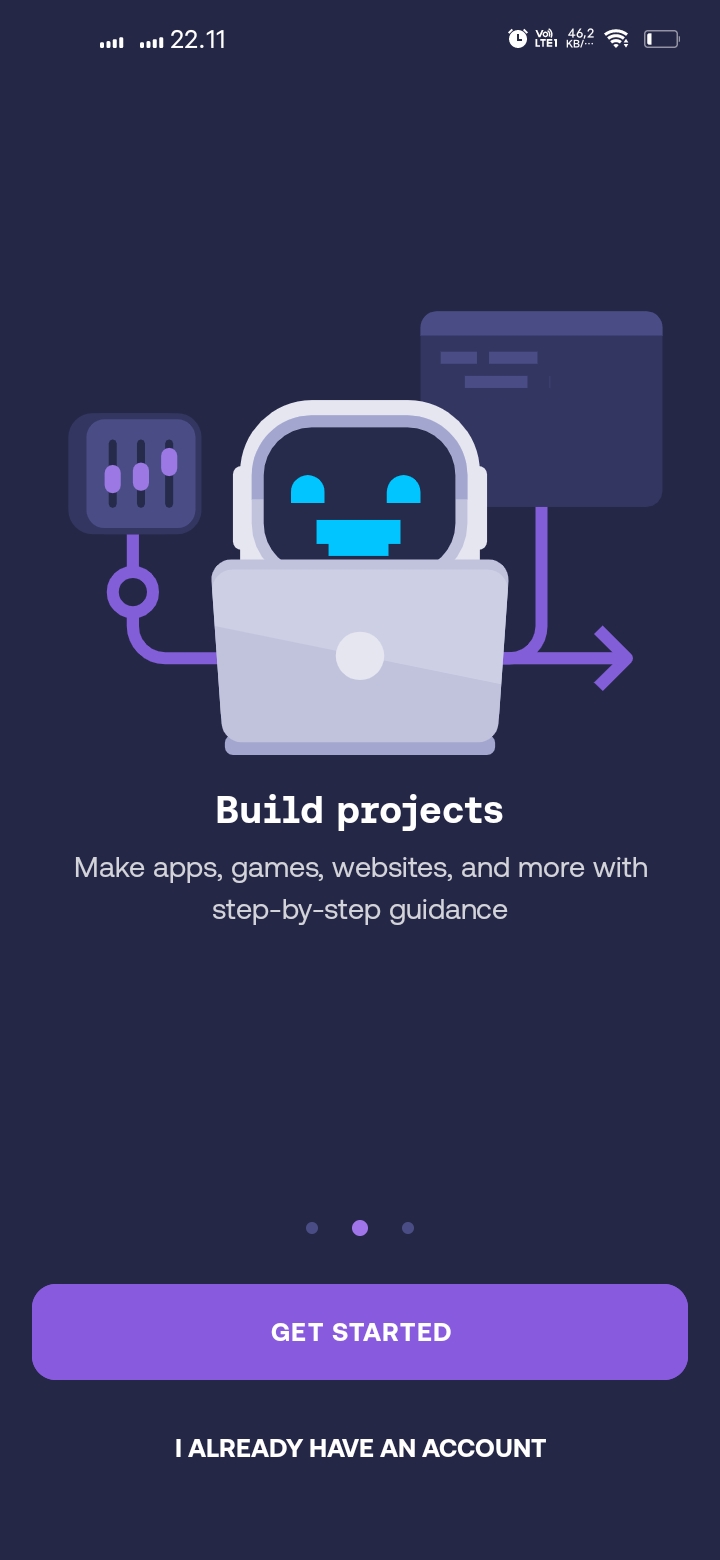 22.11
Vo) LTE1 46,2 KB/...
Build projects
Make apps, games, websites, and more with
step-by-step guidance
GET STARTED
I ALREADY HAVE AN ACCOUNT